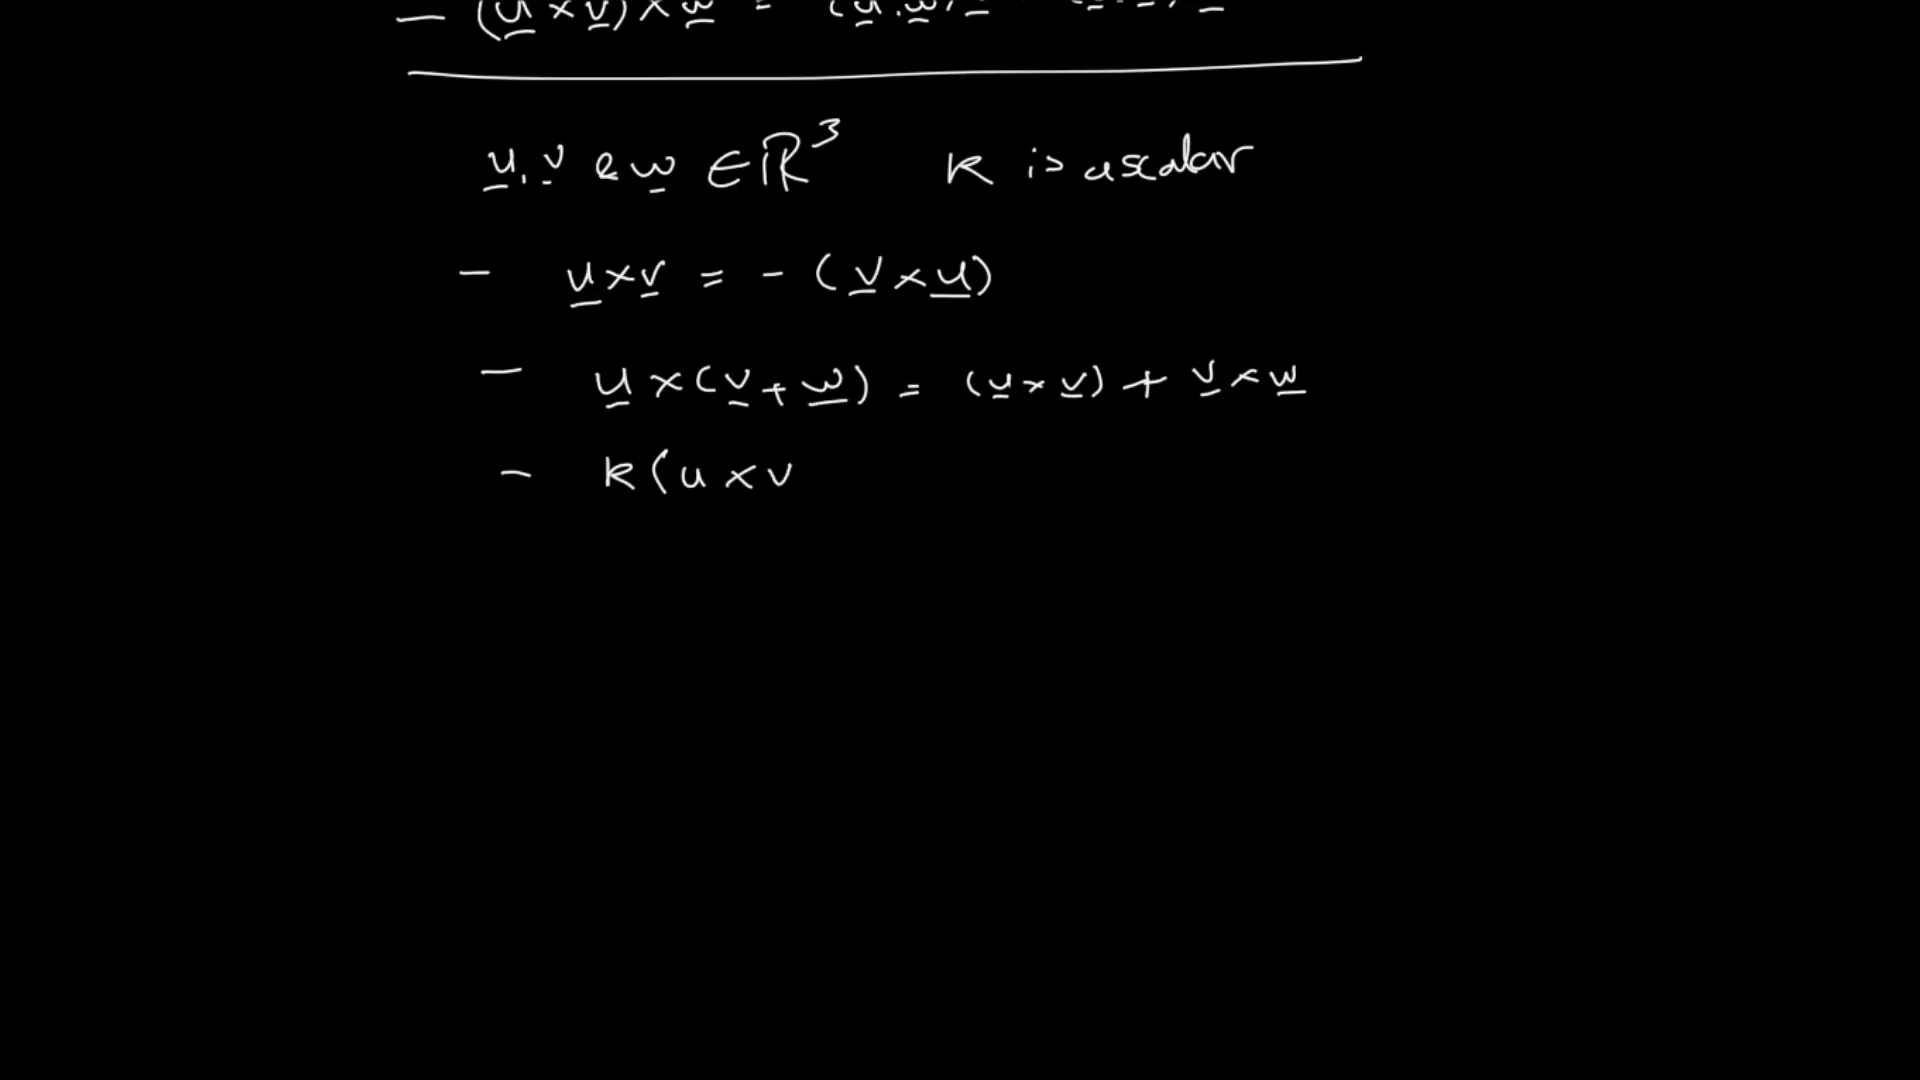 — (u × v) × w = (u . w)
u, v & w ∈ ℝ³ K is a scalar
– u × v = - (v × u)
– u × (v + w) = (u × v) + v × w
– k (u × v